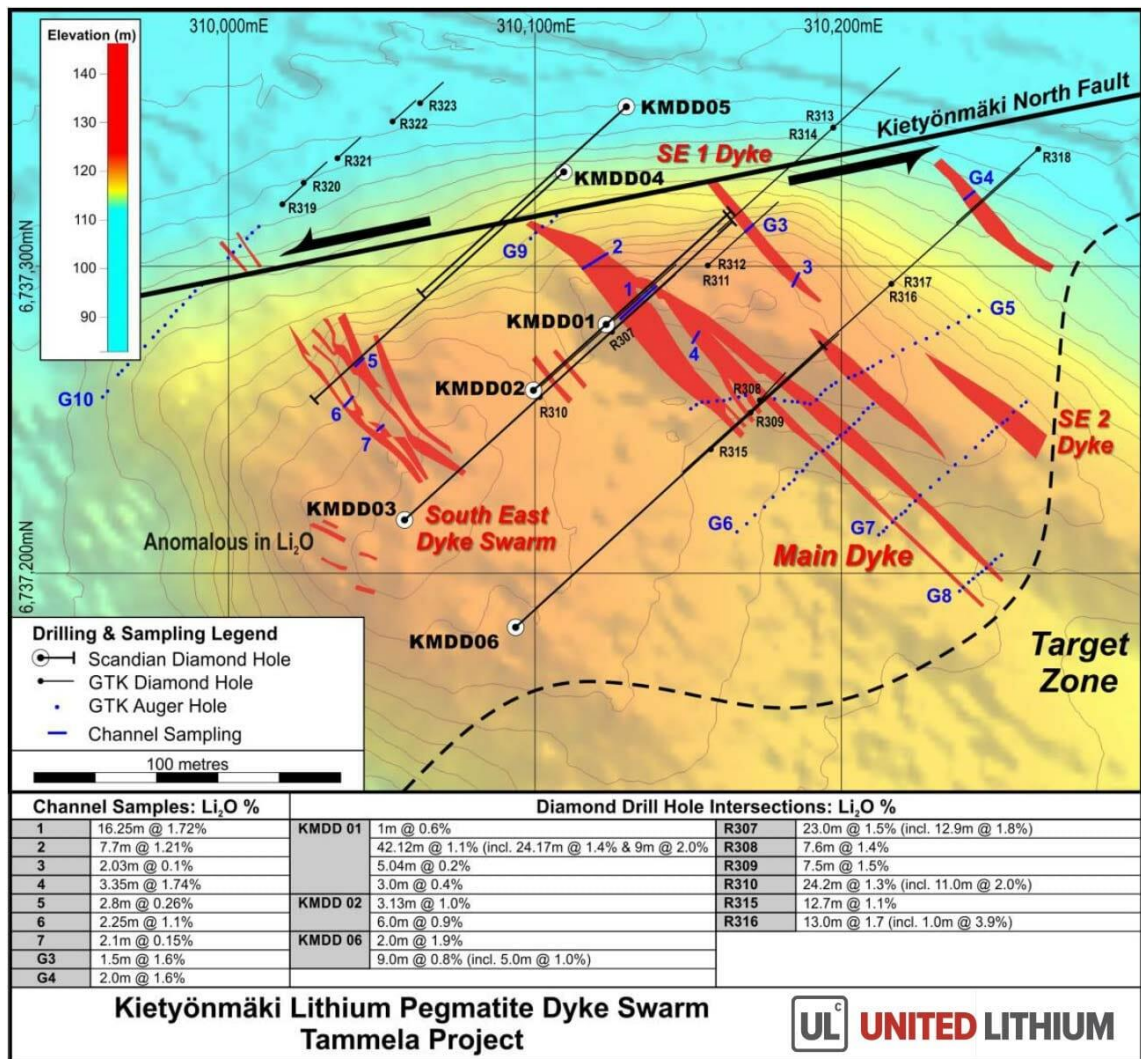 310,000mE
310,100mE
310,200mE
Elevation (m)
140
120
110
100
90
6,737,300mN
6,737,200mN
R323
R322
R321
R320
R319
KMDD05
KMDD04
SE 1 Dyke
R313
R314
Kietyönmäki North Fault
R318
G4
G3
G9
2
3
R312
R311
R317
R316
1
KMDD01
R307
G5
4
5
G10
KMDD02
R310
6
7
R308
R309
R315
SE 2
Dyke
KMDD03
South East
Dyke Swarm
G6
G7
Main Dyke
Anomalous in Li₂O
G8
KMDD06
Target
Zone
Drilling & Sampling Legend
Scandian Diamond Hole
GTK Diamond Hole
GTK Auger Hole
Channel Sampling
100 metres
Channel Samples: Li₂O %
1 16.25m @ 1.72%
2 7.7m @ 1.21%
3 2.03m @ 0.1%
4 3.35m @ 1.74%
5 2.8m @ 0.26%
6 2.25m @ 1.1%
7 2.1m @ 0.15%
G3 1.5m @ 1.6%
G4 2.0m @ 1.6%
Diamond Drill Hole Intersections: Li₂O %
KMDD 01 1m @ 0.6%
42.12m @ 1.1% (incl. 24.17m @ 1.4% & 9m @ 2.0%
5.04m @ 0.2%
3.0m @ 0.4%
KMDD 02 3.13m @ 1.0%
6.0m @ 0.9%
KMDD 06 2.0m @ 1.9%
9.0m @ 0.8% (incl. 5.0m @ 1.0%)
R307 23.0m @ 1.5% (incl. 12.9m @ 1.8%)
R308 7.6m @ 1.4%
R309 7.5m @ 1.5%
R310 24.2m @ 1.3% (incl. 11.0m @ 2.0%)
R315 12.7m @ 1.1%
R316 13.0m @ 1.7 (incl. 1.0m @ 3.9%)
Kietyönmäki Lithium Pegmatite Dyke Swarm
Tammela Project
UL c UNITED LITHIUM